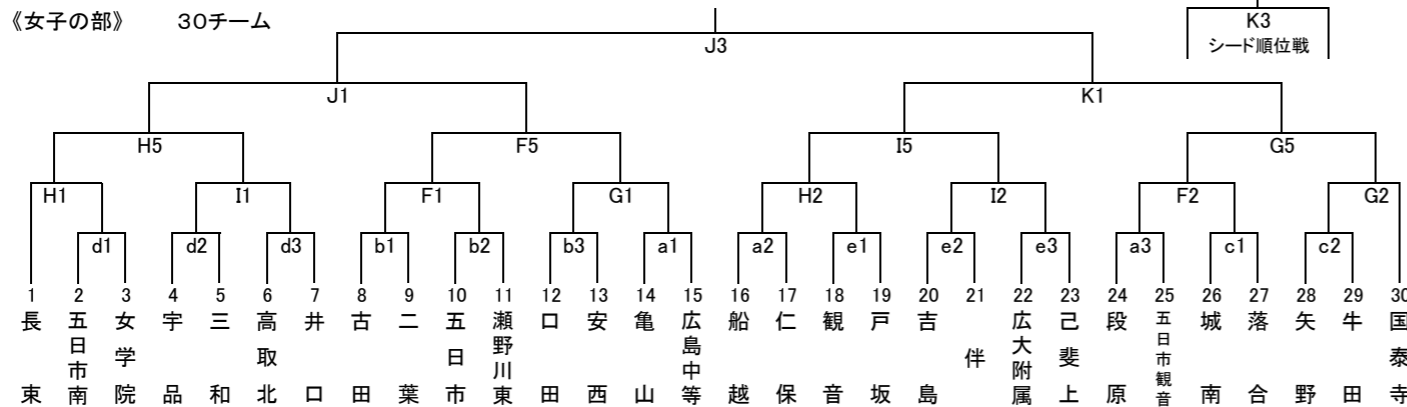 《女子の部》 30チーム
K3
シード順位戦
J3
J1 K1
H5 F5 I5 G5
H1 I1 F1 G1 H2 I2 F2 G2
d1 d2 d3 b1 b2 b3 a1 a2 e1 e2 e3 a3 c1 c2
1 2 3 4 5 6 7 8 9 10 11 12 13 14 15 16 17 18 19 20 21 22 23 24 25 26 27 28 29 30
長束
五日市南
女学院
宇品
三和
高取北
井口
古田
二葉
五日市
瀬野川東
口田
安西
亀山
広島中等
船越
仁保
観音
戸坂
吉島
伴
広大附属
己斐上
段原
五日市観音
城南
落合
矢野
牛田
国泰寺